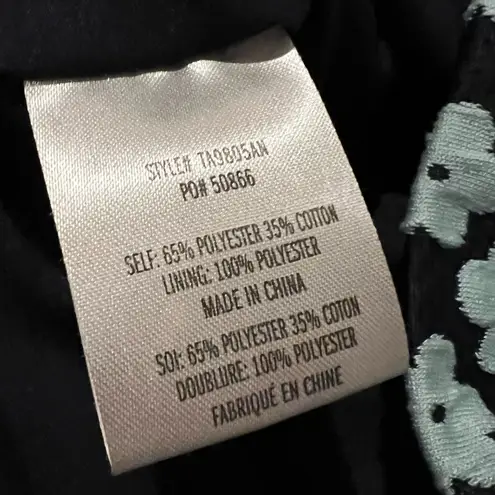 STYLE# TA9805AN
PO# 50866
SELF: 65% POLYESTER 35% COTTON
LINING: 100% POLYESTER
MADE IN CHINA
SOI: 65% POLYESTER 35% COTON
DOUBLURE: 100% POLYESTER
FABRIQUÉ EN CHINE